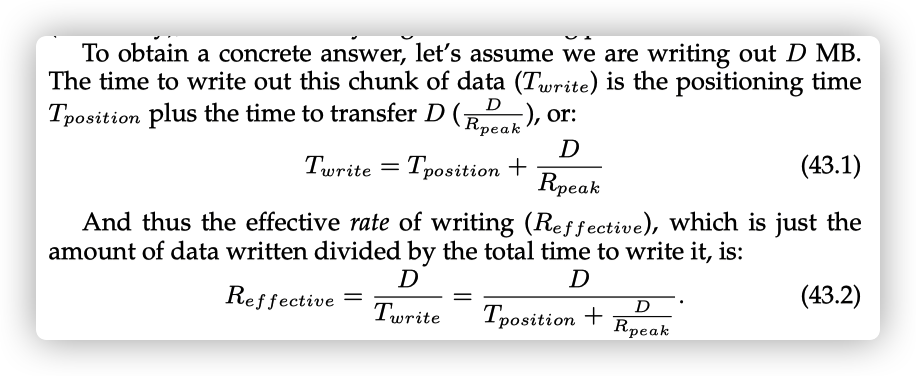 To obtain a concrete answer, let's assume we are writing out D MB.
The time to write out this chunk of data (T_{write}) is the positioning time
T_{position} plus the time to transfer D (\frac{D}{R_{peak}}), or:
T_{write} = T_{position} + \frac{D}{R_{peak}} (43.1)
And thus the effective rate of writing (R_{effective}), which is just the
amount of data written divided by the total time to write it, is:
R_{effective} = \frac{D}{T_{write}} = \frac{D}{T_{position} + \frac{D}{R_{peak}}}. (43.2)